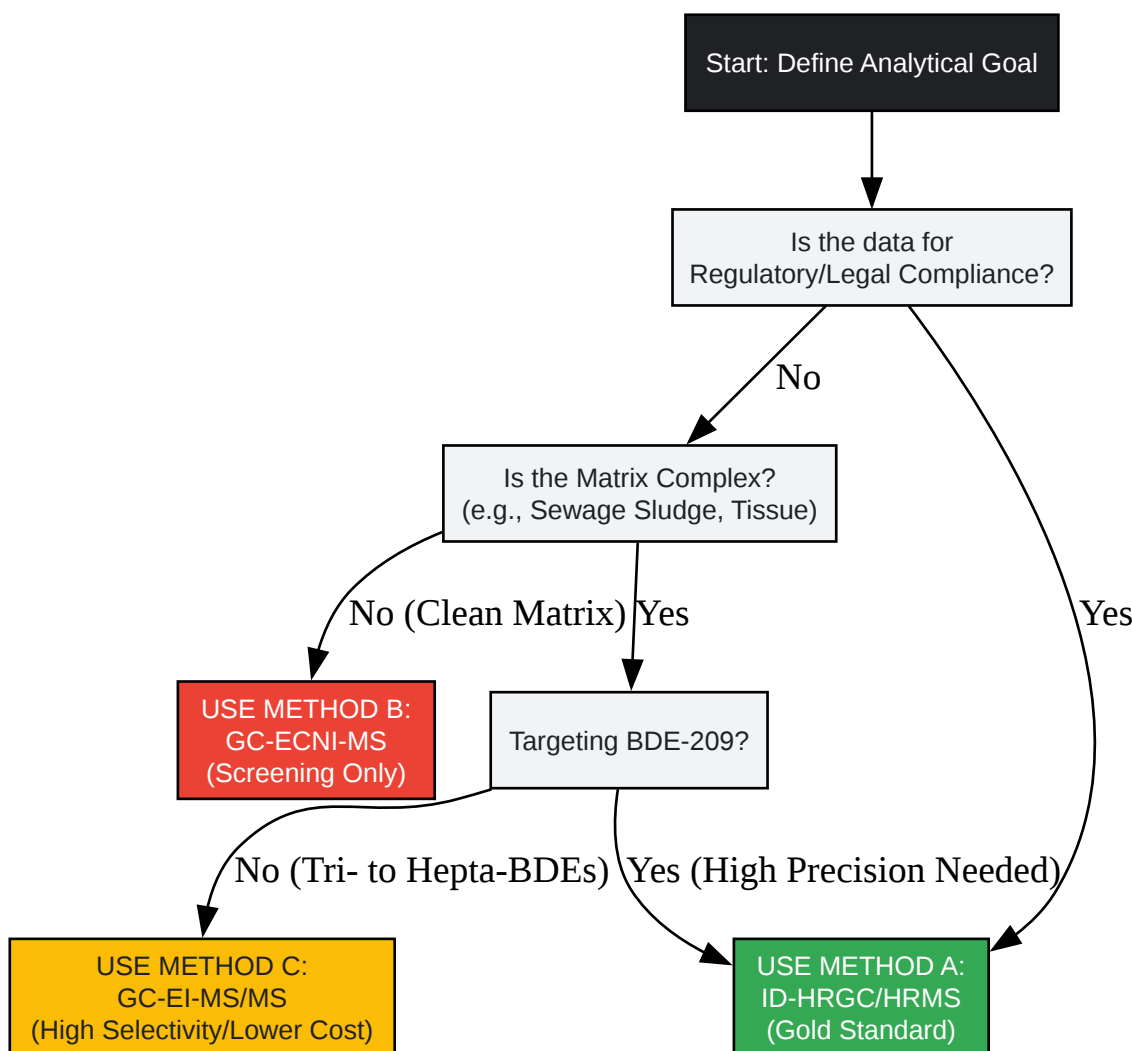 Start: Define Analytical Goal
Is the data for
Regulatory/Legal Compliance?
No
Yes
Is the Matrix Complex?
(e.g., Sewage Sludge, Tissue)
No (Clean Matrix)
Yes
USE METHOD B:
GC-ECNI-MS
(Screening Only)
Targeting BDE-209?
No (Tri- to Hepta-BDEs)
Yes (High Precision Needed)
USE METHOD C:
GC-EI-MS/MS
(High Selectivity/Lower Cost)
USE METHOD A:
ID-HRGC/HRMS
(Gold Standard)